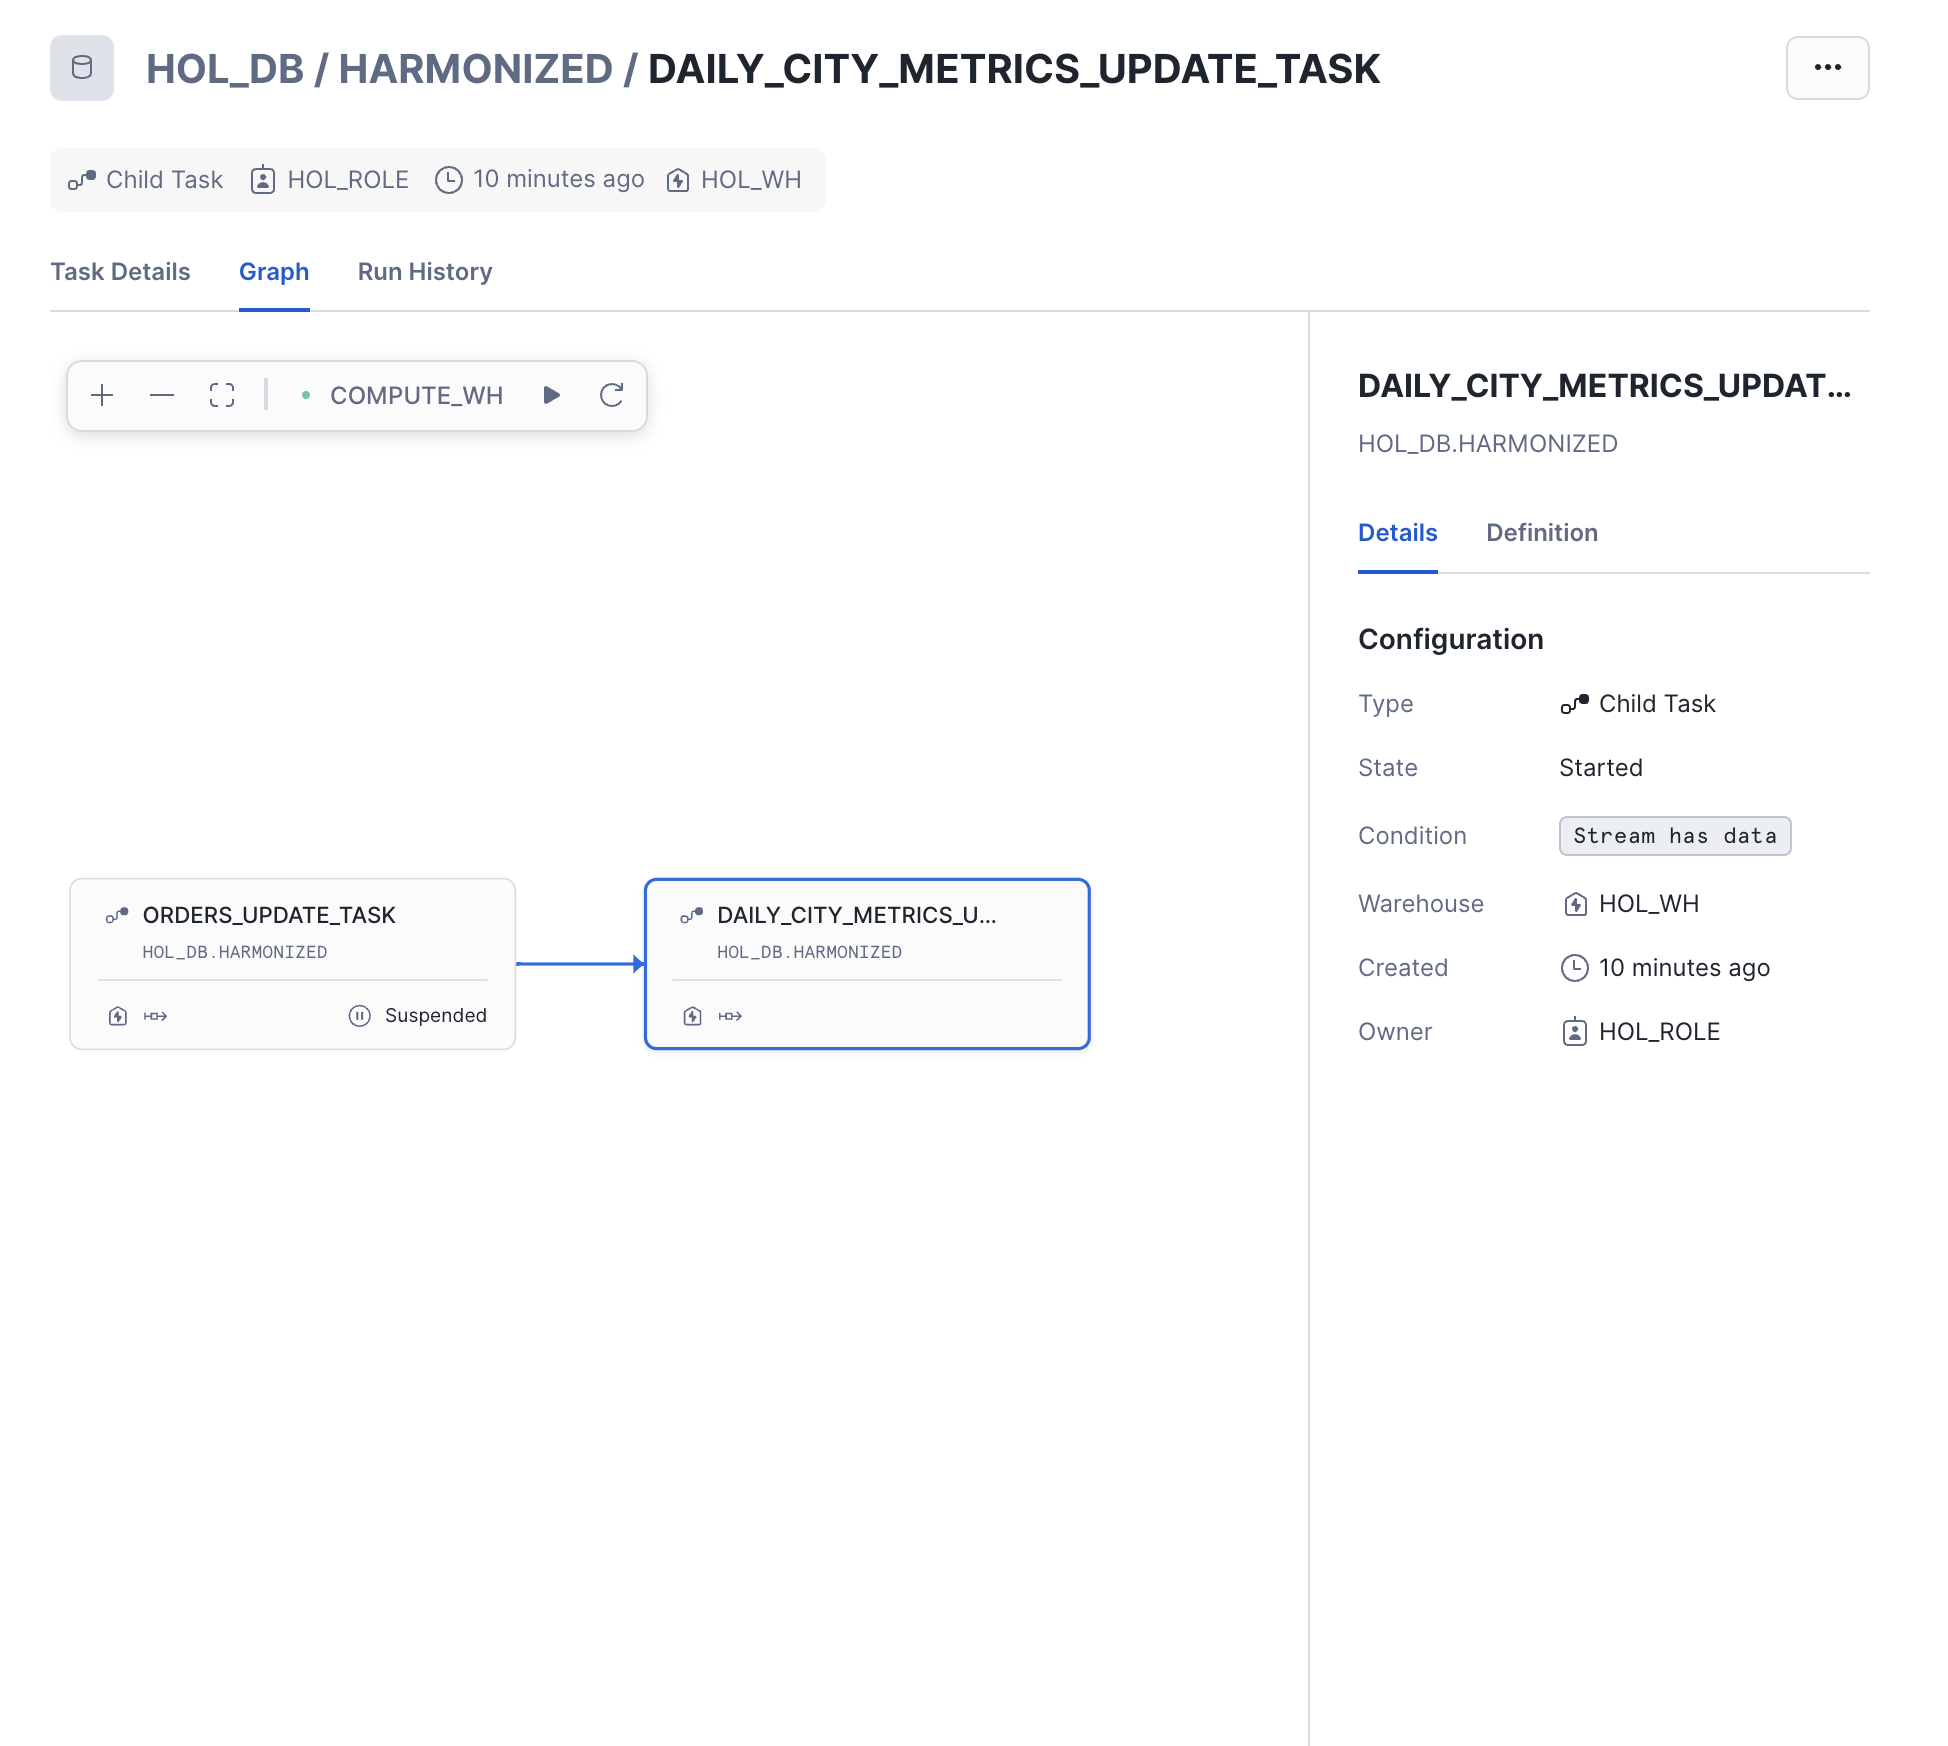 HOL_DB / HARMONIZED / DAILY_CITY_METRICS_UPDATE_TASK
Child Task HOL_ROLE 10 minutes ago HOL_WH
Task Details Graph Run History
COMPUTE_WH
ORDERS_UPDATE_TASK
HOL_DB.HARMONIZED
Suspended
DAILY_CITY_METRICS_U...
HOL_DB.HARMONIZED
DAILY_CITY_METRICS_UPDAT...
HOL_DB.HARMONIZED
Details Definition
Configuration
Type Child Task
State Started
Condition Stream has data
Warehouse HOL_WH
Created 10 minutes ago
Owner HOL_ROLE